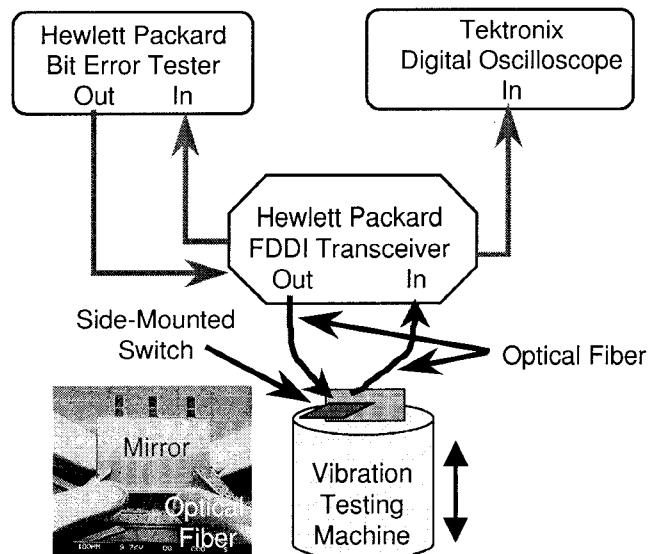 Hewlett Packard
Bit Error Tester
Out In
Tektronix
Digital Oscilloscope
In
Hewlett Packard
FDDI Transceiver
Out In
Side-Mounted
Switch
Optical Fiber
Mirror
Optical
Fiber
100µm
Vibration
Testing
Machine